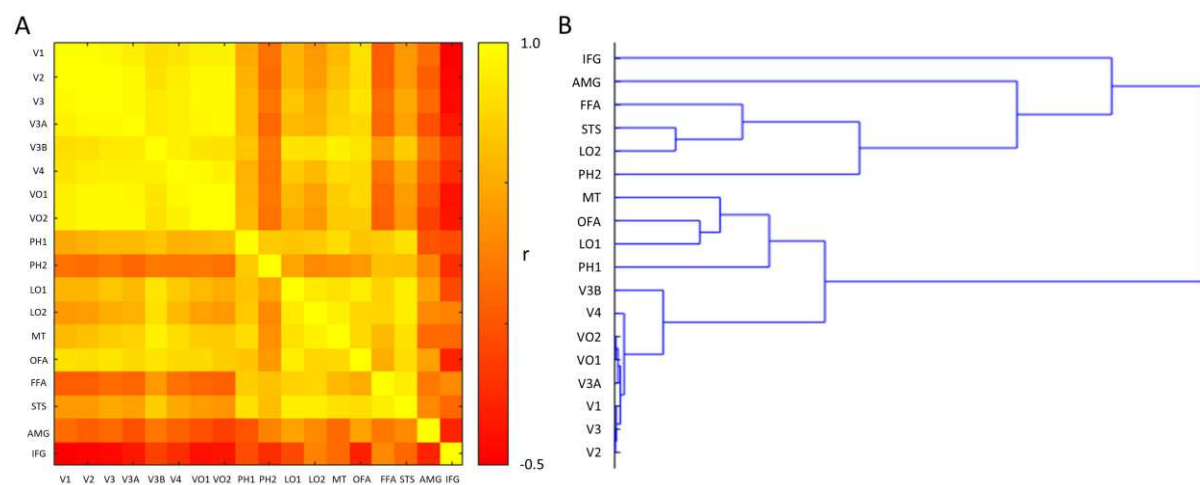 A
V1
V2
V3
V3A
V3B
V4
VO1
VO2
PH1
PH2
LO1
LO2
MT
OFA
FFA
STS
AMG
IFG
V1 V2 V3 V3A V3B V4 VO1 VO2 PH1 PH2 LO1 LO2 MT OFA FFA STS AMG IFG
1.0
r
-0.5
B
IFG
AMG
FFA
STS
LO2
PH2
MT
OFA
LO1
PH1
V3B
V4
VO2
VO1
V3A
V1
V3
V2